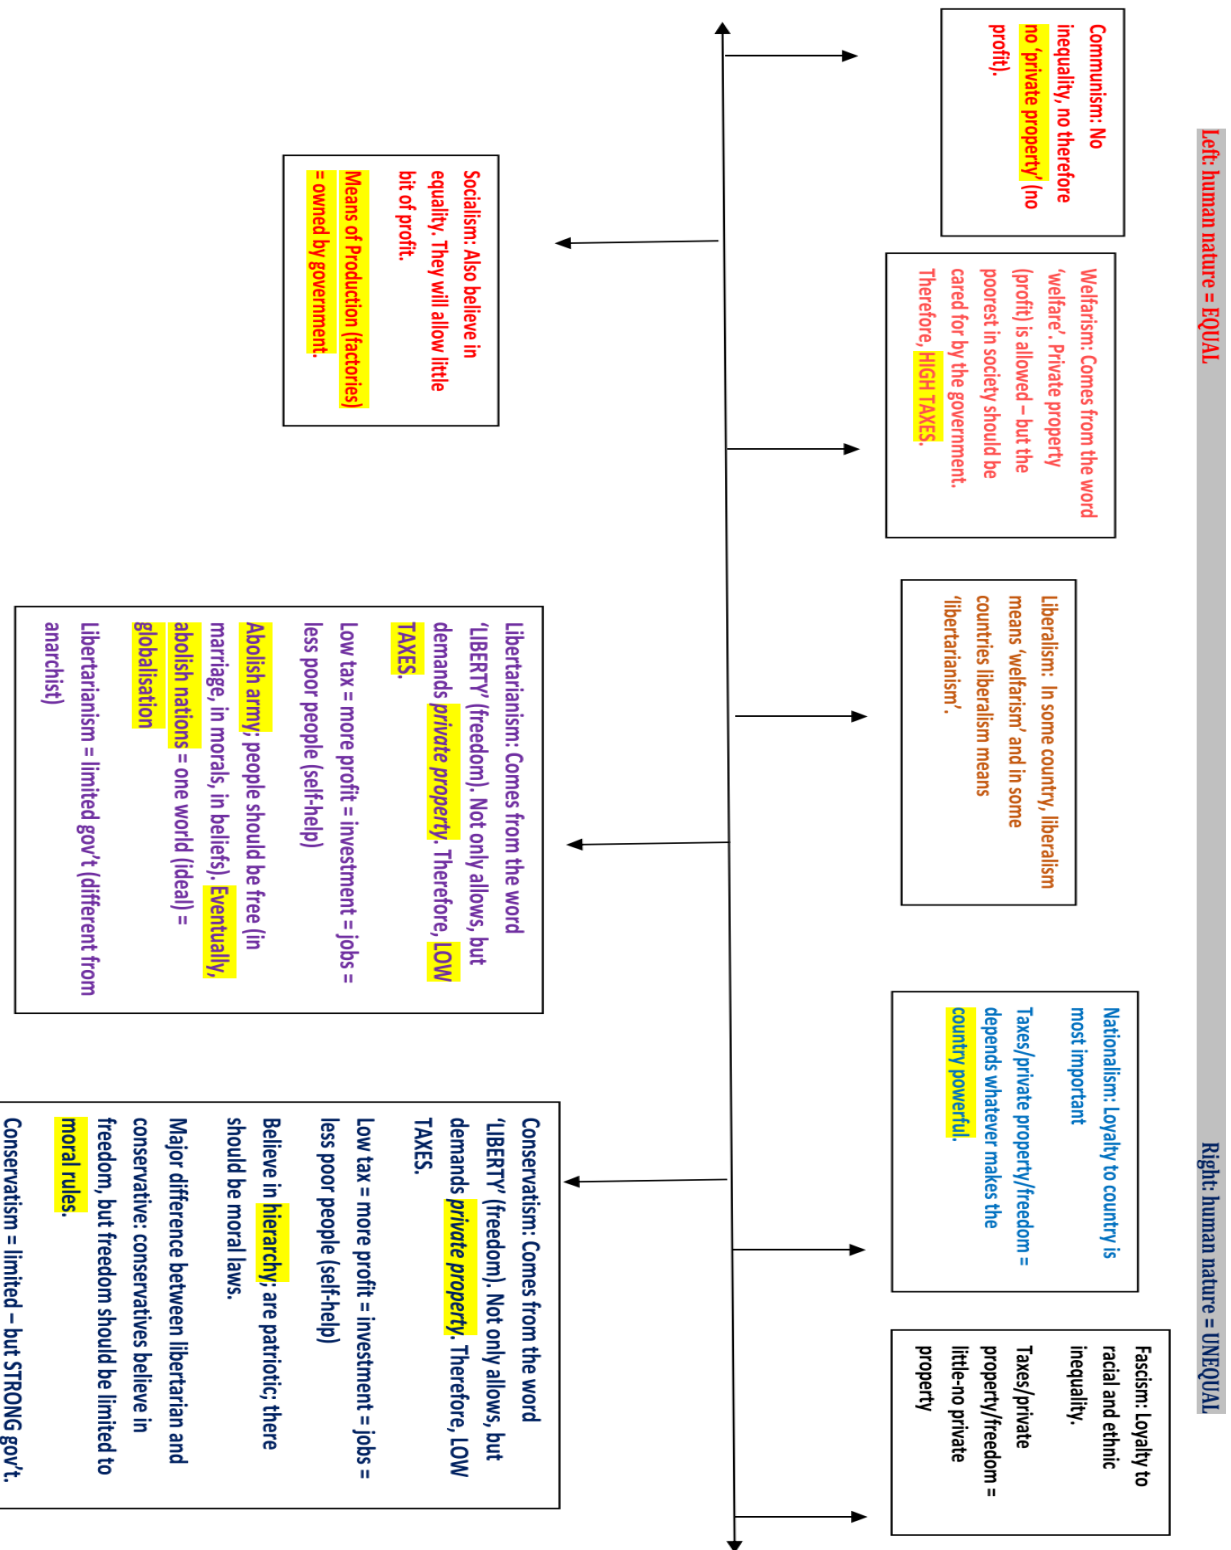 Left: human nature = EQUAL
Right: human nature = UNEQUAL
Communism: No
inequality, no therefore
no ‘private property’ (no
profit).
Welfarism: Comes from the word
‘welfare’. Private property
(profit) is allowed – but the
poorest in society should be
cared for by the government.
Therefore, HIGH TAXES.
Liberalism: In some country, liberalism
means ‘welfarism’ and in some
countries liberalism means
‘libertarianism’.
Nationalism: Loyalty to country is
most important
Taxes/private property/freedom =
depends whatever makes the
country powerful.
Fascism: Loyalty to
racial and ethnic
inequality.
Taxes/private
property/freedom =
little-no private
property
Socialism: Also believe in
equality. They will allow little
bit of profit.
Means of Production (factories)
= owned by government.
Libertarianism: Comes from the word
‘LIBERTY’ (freedom). Not only allows, but
demands private property. Therefore, LOW
TAXES.
Low tax = more profit = investment = jobs =
less poor people (self-help)
Abolish army; people should be free (in
marriage, in morals, in beliefs). Eventually,
abolish nations = one world (ideal) =
globalisation
Libertarianism = limited gov’t (different from
anarchist)
Conservatism: Comes from the word
‘LIBERTY’ (freedom). Not only allows, but
demands private property. Therefore, LOW
TAXES.
Low tax = more profit = investment = jobs =
less poor people (self-help)
Believe in hierarchy; are patriotic; there
should be moral laws.
Major difference between libertarian and
conservative: conservatives believe in
freedom, but freedom should be limited to
moral rules.
Conservatism = limited – but STRONG gov’t.